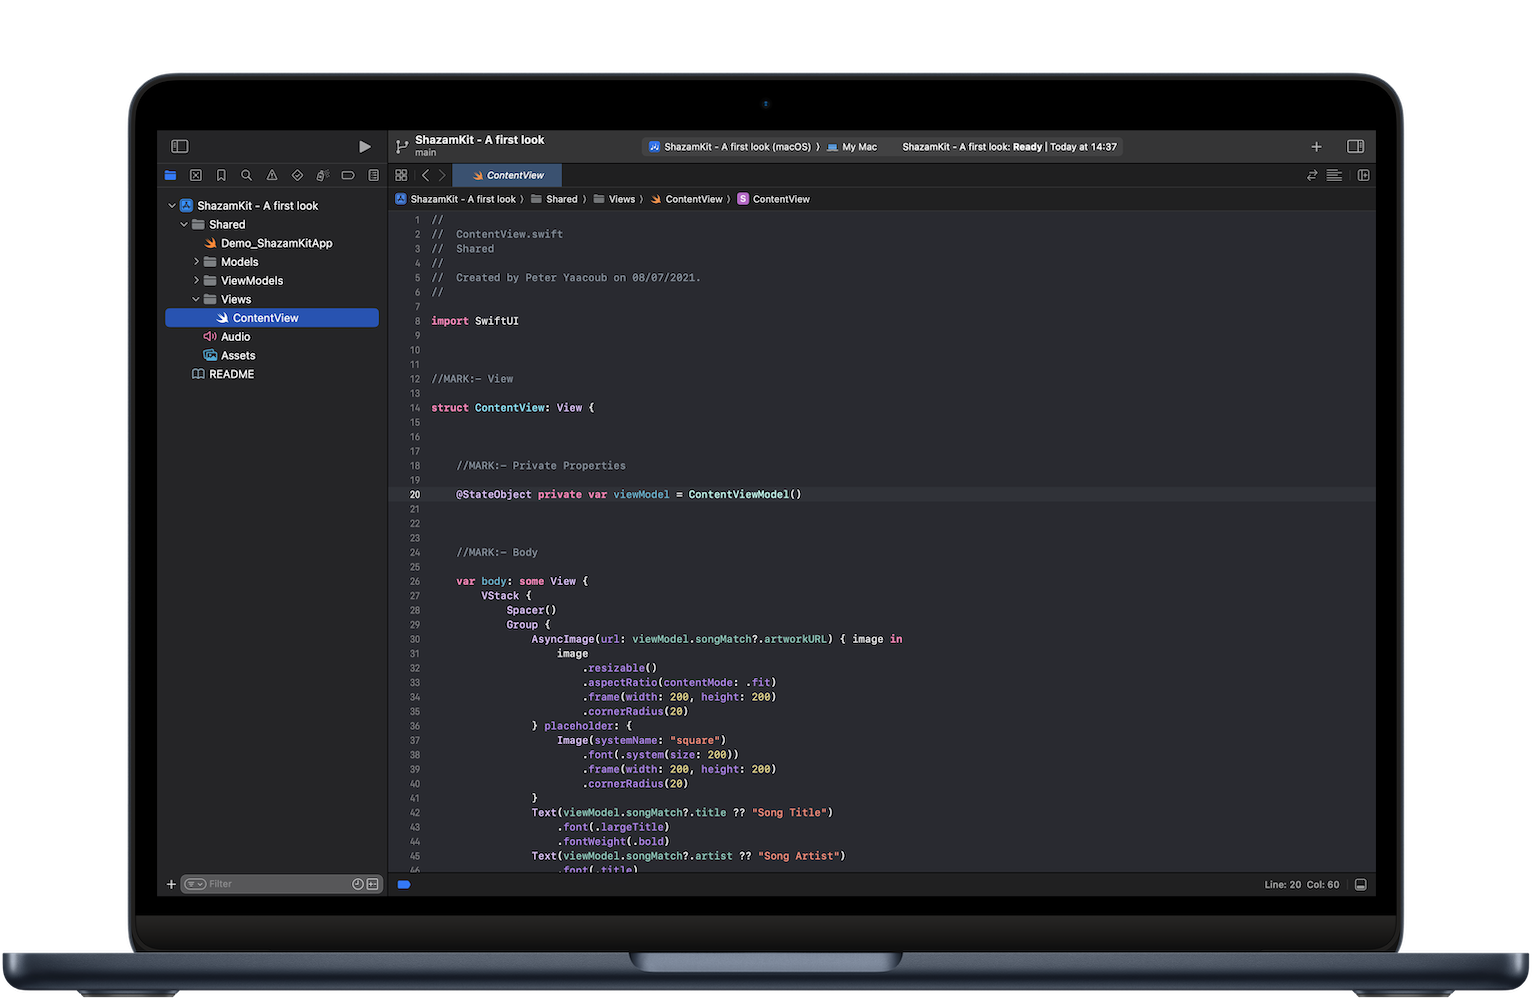 ShazamKit - A first look
main
ShazamKit - A first look (macOS) ⟩ My Mac
ShazamKit - A first look: Ready | Today at 14:37
ContentView
ShazamKit - A first look ⟩ Shared ⟩ Views ⟩ ContentView ⟩ S ContentView
ShazamKit - A first look
Shared
Demo_ShazamKitApp
Models
ViewModels
Views
ContentView
Audio
Assets
README
Filter
1 //
2 //  ContentView.swift
3 //  Shared
4 //
5 //  Created by Peter Yaacoub on 08/07/2021.
6 //
7
8 import SwiftUI
9
10
11
12 //MARK:- View
13
14 struct ContentView: View {
15
16
17
18     //MARK:- Private Properties
19
20     @StateObject private var viewModel = ContentViewModel()
21
22
23
24     //MARK:- Body
25
26     var body: some View {
27         VStack {
28             Spacer()
29             Group {
30                 AsyncImage(url: viewModel.songMatch?.artworkURL) { image in
31                     image
32                         .resizable()
33                         .aspectRatio(contentMode: .fit)
34                         .frame(width: 200, height: 200)
35                         .cornerRadius(20)
36                 } placeholder: {
37                     Image(systemName: "square")
38                         .font(.system(size: 200))
39                         .frame(width: 200, height: 200)
40                         .cornerRadius(20)
41                 }
42                 Text(viewModel.songMatch?.title ?? "Song Title")
43                     .font(.largeTitle)
44                     .fontWeight(.bold)
45                 Text(viewModel.songMatch?.artist ?? "Song Artist")
46                     .font(.title)
Line: 20  Col: 60